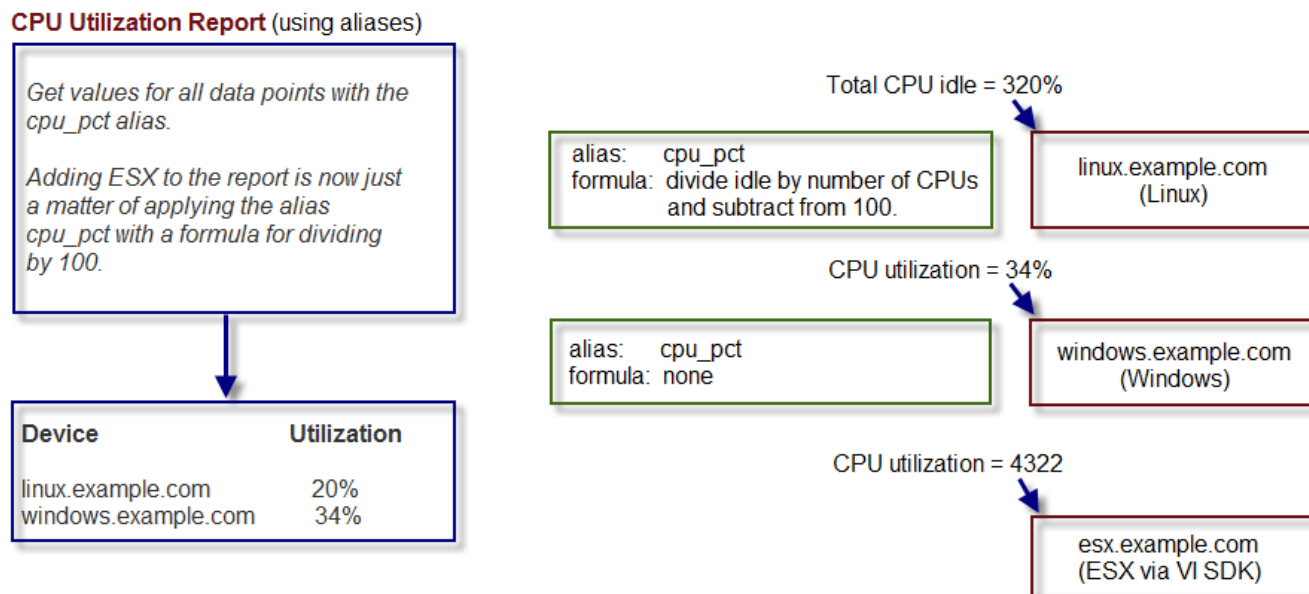 CPU Utilization Report (using aliases)
Get values for all data points with the
cpu_pct alias.
Adding ESX to the report is now just
a matter of applying the alias
cpu_pct with a formula for dividing
by 100.
Device Utilization
linux.example.com 20%
windows.example.com 34%
Total CPU idle = 320%
alias: cpu_pct
formula: divide idle by number of CPUs
and subtract from 100.
linux.example.com
(Linux)
CPU utilization = 34%
alias: cpu_pct
formula: none
windows.example.com
(Windows)
CPU utilization = 4322
esx.example.com
(ESX via VI SDK)